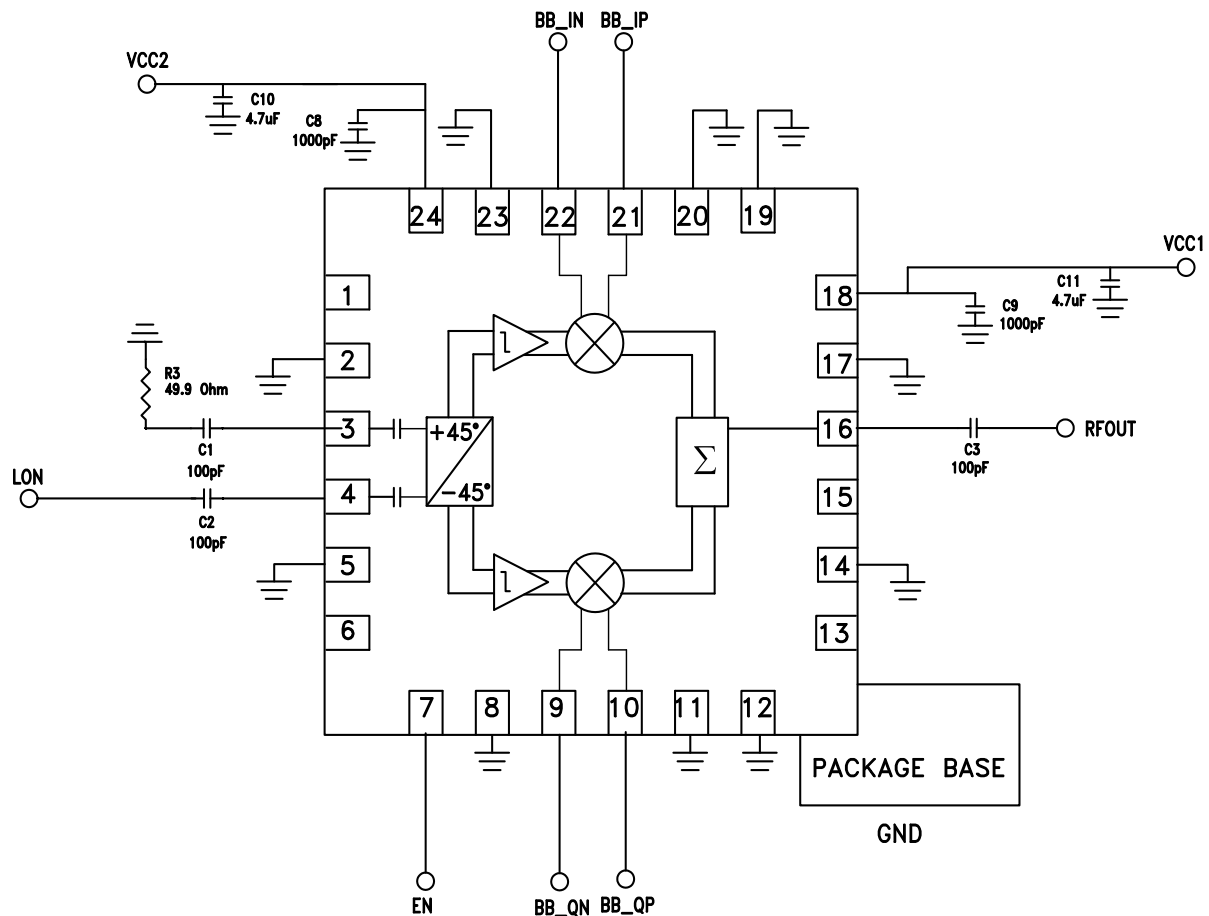 BB_IN
BB_IP
VCC2
C10
4.7uF
C8
1000pF
24
23
22
21
20
19
VCC1
1
18
C11
4.7uF
C9
1000pF
2
17
R3
49.9 Ohm
3
+45°
Σ
16
RFOUT
C1
100pF
C3
100pF
LON
4
-45°
15
C2
100pF
5
14
6
13
7
8
9
10
11
12
PACKAGE BASE
GND
EN
BB_QN
BB_QP